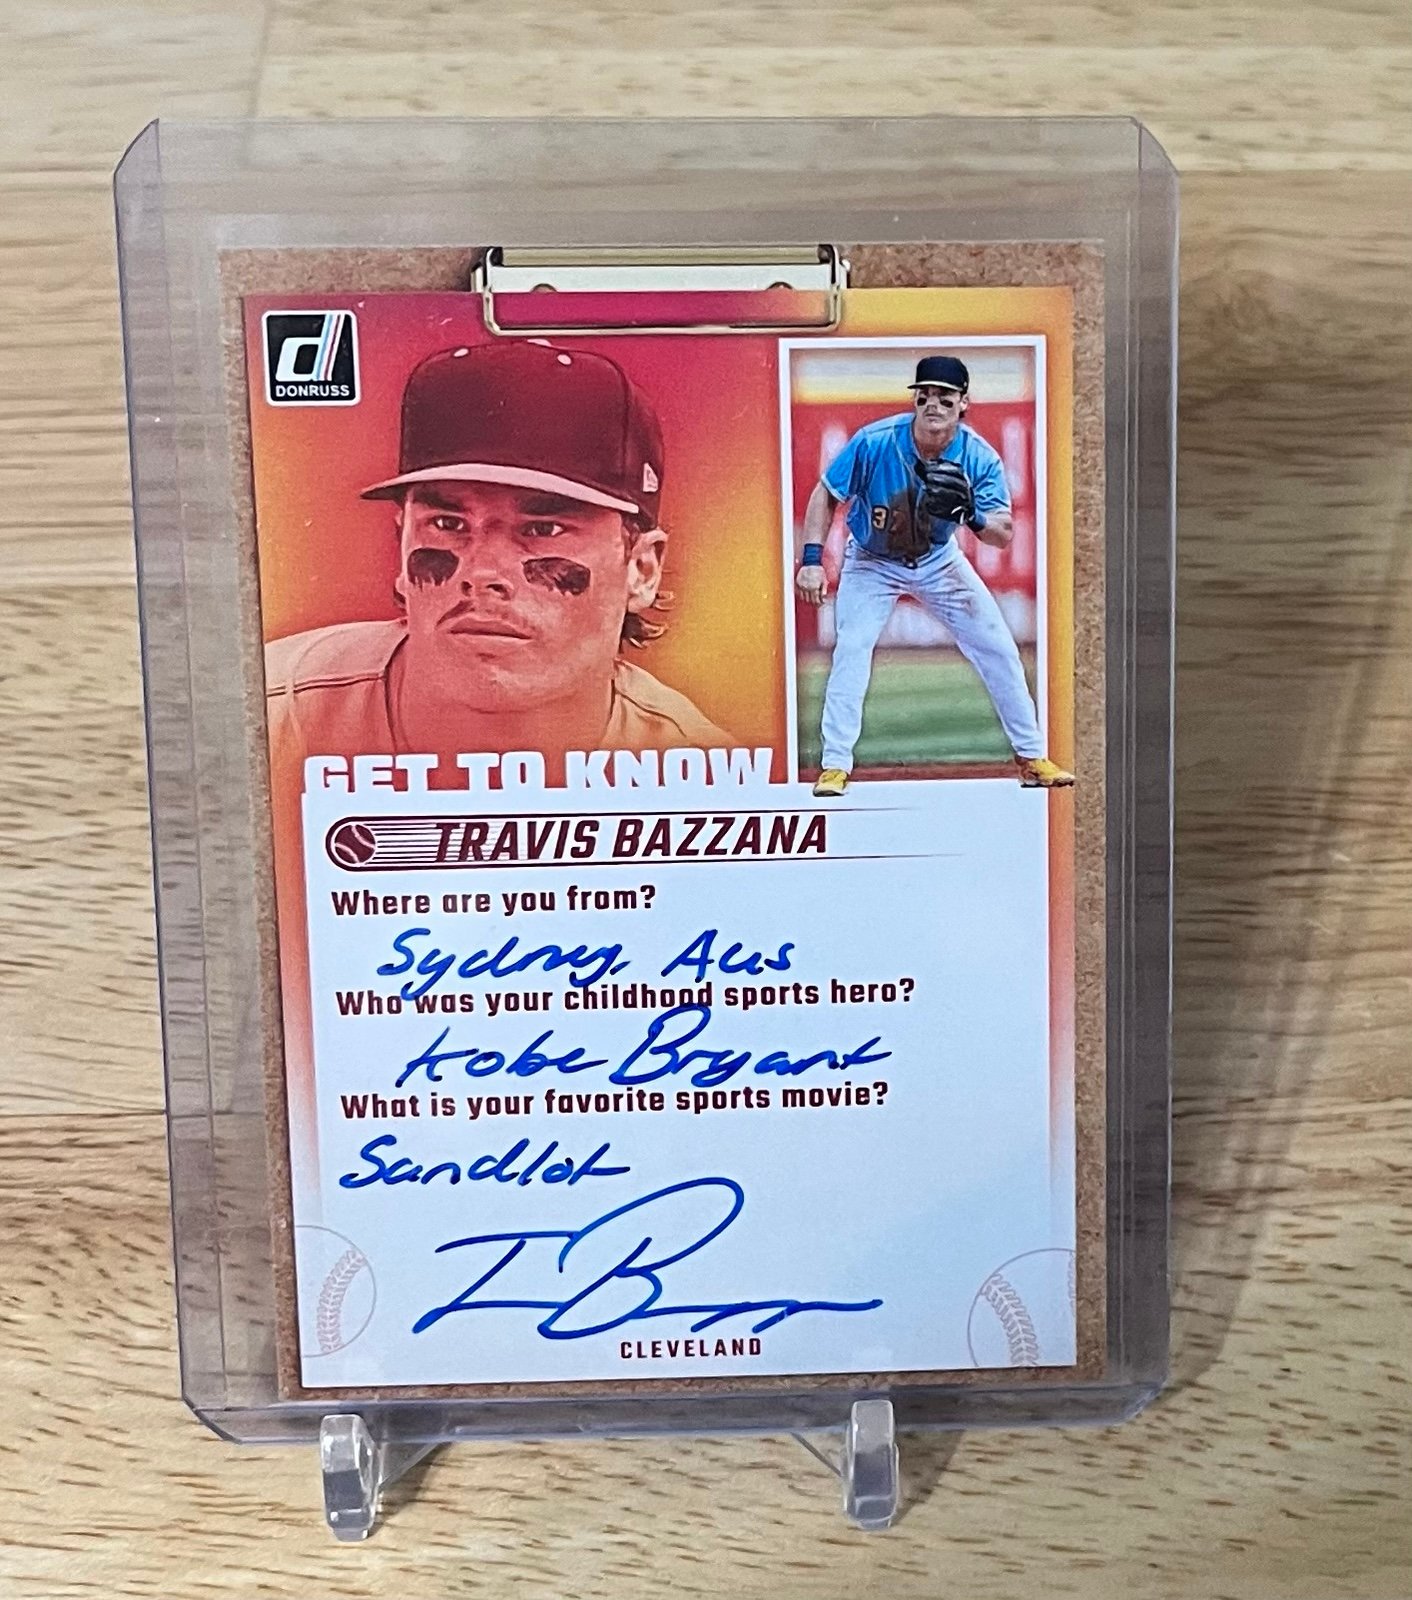 DONRUSS
3
GET TO KNOW
TRAVIS BAZZANA
Where are you from?
Sydney, Aus
Who was your childhood sports hero?
Kobe Bryant
What is your favorite sports movie?
Sandlot
CLEVELAND